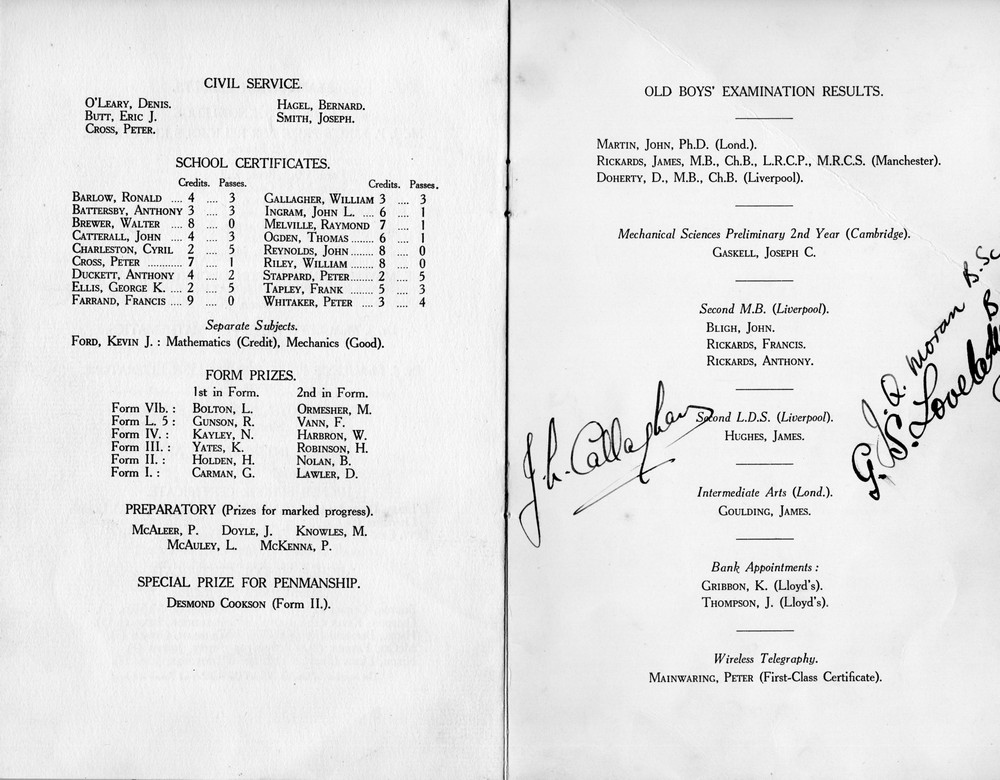 CIVIL SERVICE.
O'LEARY, DENIS. HAGEL, BERNARD.
BUTT, ERIC J. SMITH, JOSEPH.
CROSS, PETER.
SCHOOL CERTIFICATES.
Credits. Passes. Credits. Passes.
BARLOW, RONALD .... 4 .... 3 GALLAGHER, WILLIAM 3 .... 3
BATTERSBY, ANTHONY 3 .... 3 INGRAM, JOHN L. .... 6 .... 1
BREWER, WALTER .... 8 .... 0 MELVILLE, RAYMOND 7 .... 1
CATTERALL, JOHN .... 4 .... 3 OGDEN, THOMAS ........ 6 .... 1
CHARLESTON, CYRIL 2 .... 5 REYNOLDS, JOHN ........ 8 .... 0
CROSS, PETER ............ 7 .... 1 RILEY, WILLIAM ........ 8 .... 0
DUCKETT, ANTHONY 4 .... 2 STAPPARD, PETER........ 2 .... 5
ELLIS, GEORGE K. .... 2 .... 5 TAPLEY, FRANK ........ 5 .... 3
FARRAND, FRANCIS .... 9 .... 0 WHITAKER, PETER .... 3 .... 4
Separate Subjects.
FORD, KEVIN J. : Mathematics (Credit), Mechanics (Good).
FORM PRIZES.
1st in Form. 2nd in Form.
Form VIb. : BOLTON, L. ORMESHER, M.
Form L. 5 : GUNSON, R. VANN, F.
Form IV. : KAYLEY, N. HARBRON, W.
Form III. : YATES, K. ROBINSON, H.
Form II. : HOLDEN, H. NOLAN, B.
Form I. : CARMAN, G. LAWLER, D.
PREPARATORY (Prizes for marked progress).
MCALEER, P. DOYLE, J. KNOWLES, M.
MCAULEY, L. MCKENNA, P.
SPECIAL PRIZE FOR PENMANSHIP.
DESMOND COOKSON (Form II.).
OLD BOYS' EXAMINATION RESULTS.
MARTIN, JOHN, Ph.D. (Lond.).
RICKARDS, JAMES, M.B., Ch.B., L.R.C.P., M.R.C.S. (Manchester).
DOHERTY, D., M.B., Ch.B. (Liverpool).
Mechanical Sciences Preliminary 2nd Year (Cambridge).
GASKELL, JOSEPH C.
Second M.B. (Liverpool).
BLIGH, JOHN.
RICKARDS, FRANCIS.
RICKARDS, ANTHONY.
Second L.D.S. (Liverpool).
HUGHES, JAMES.
Intermediate Arts (Lond.).
GOULDING, JAMES.
Bank Appointments :
GRIBBON, K. (Lloyd's).
THOMPSON, J. (Lloyd's).
Wireless Telegraphy.
MAINWARING, PETER (First-Class Certificate).
J. h. Callaghan
J. Q. Moran B.Sc
G. S.